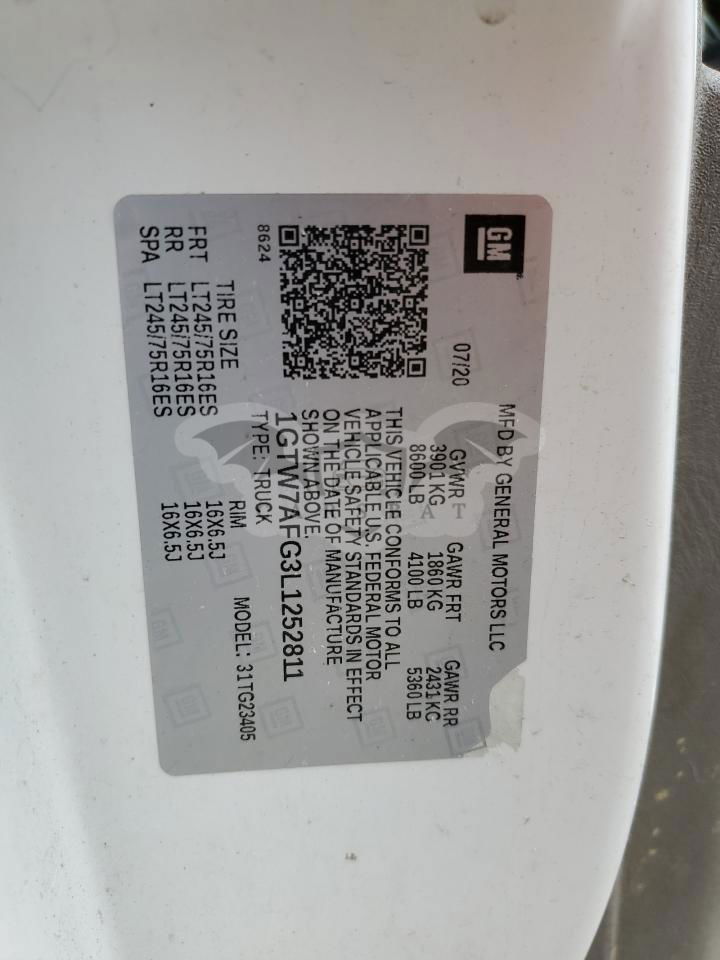 GM
MFD BY GENERAL MOTORS LLC
07/20
GVWR GAWR FRT GAWR RR
3901 KG 1860 KG 2431 KG
8600 LB 4100 LB 5360 LB
THIS VEHICLE CONFORMS TO ALL
APPLICABLE U.S. FEDERAL MOTOR
VEHICLE SAFETY STANDARDS IN EFFECT
ON THE DATE OF MANUFACTURE
SHOWN ABOVE.
1GTW7AFG3L1252811
8624
TYPE: TRUCK MODEL: 31TG23405
TIRE SIZE RIM
FRT LT245/75R16ES 16X6.5J
RR LT245/75R16ES 16X6.5J
SPA LT245/75R16ES 16X6.5J